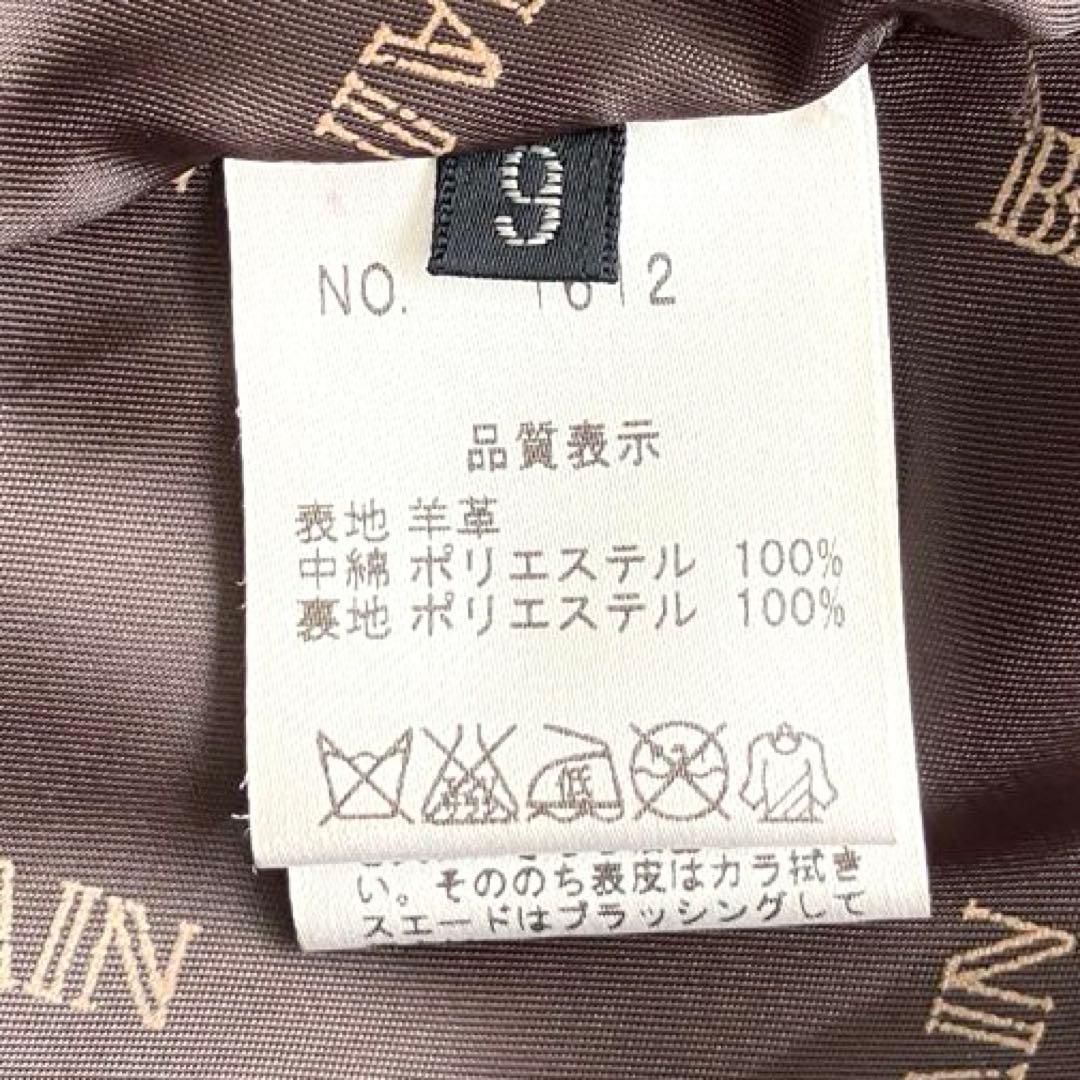 9
NO. 1612
品質表示
表地 羊革
中綿 ポリエステル 100%
裏地 ポリエステル 100%
低
い。そののち表皮はカラ拭き
スエードはブラッシングして